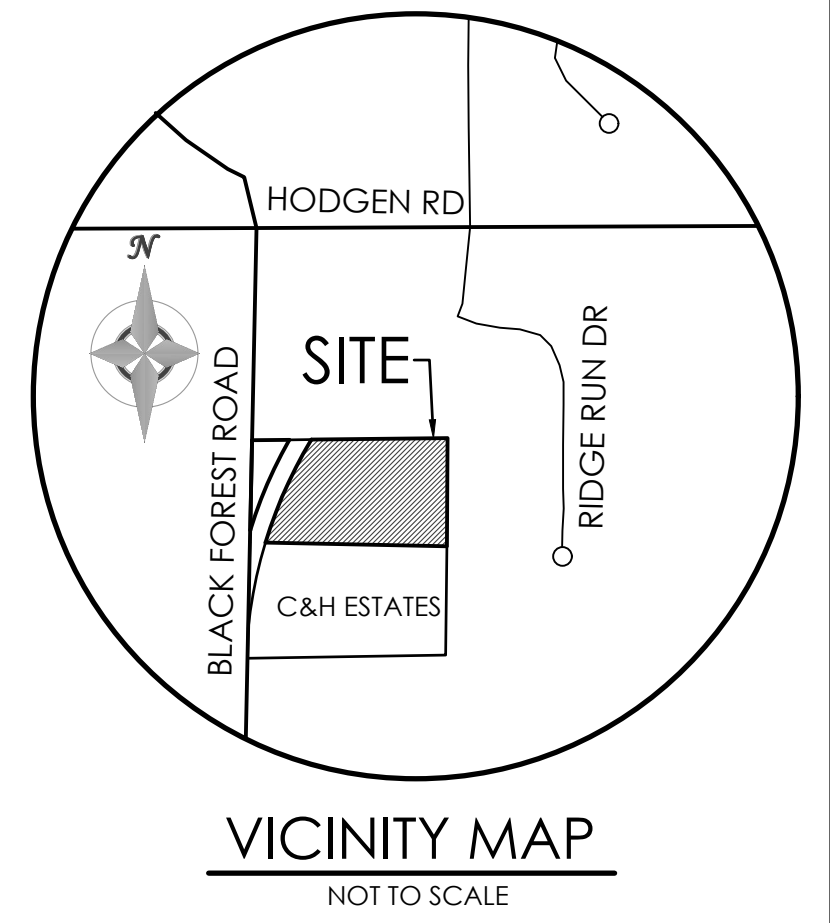 HODGEN RD
N
SITE
BLACK FOREST ROAD
RIDGE RUN DR
C&H ESTATES
VICINITY MAP
NOT TO SCALE